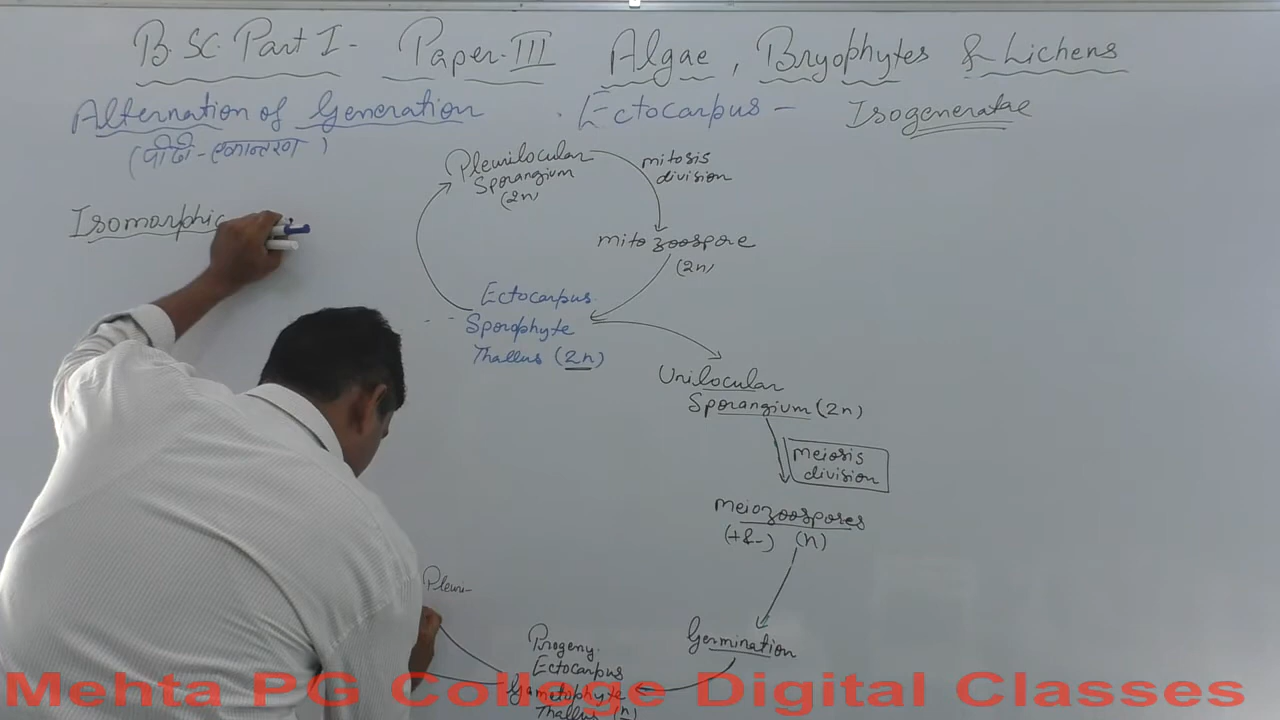 B.Sc. Part I - Paper-III Algae, Bryophytes & Lichens
Alternation of Generation . Ectocarpus - Isogeneratae
(पीढी-एकान्तरण)
Isomorphic
Plurilocular
Sporangium
(2n)
mitosis
division
mitozoospore
(2n)
Ectocarpus
Sporophyte
Thallus (2n)
Unilocular
Sporangium (2n)
meiosis
division
meiozoospores
(+&-) (n)
Germination
Progeny
Ectocarpus
Gametophyte
Thallus (n)
Pleuri-
Mehta PG Collage Digital Classes